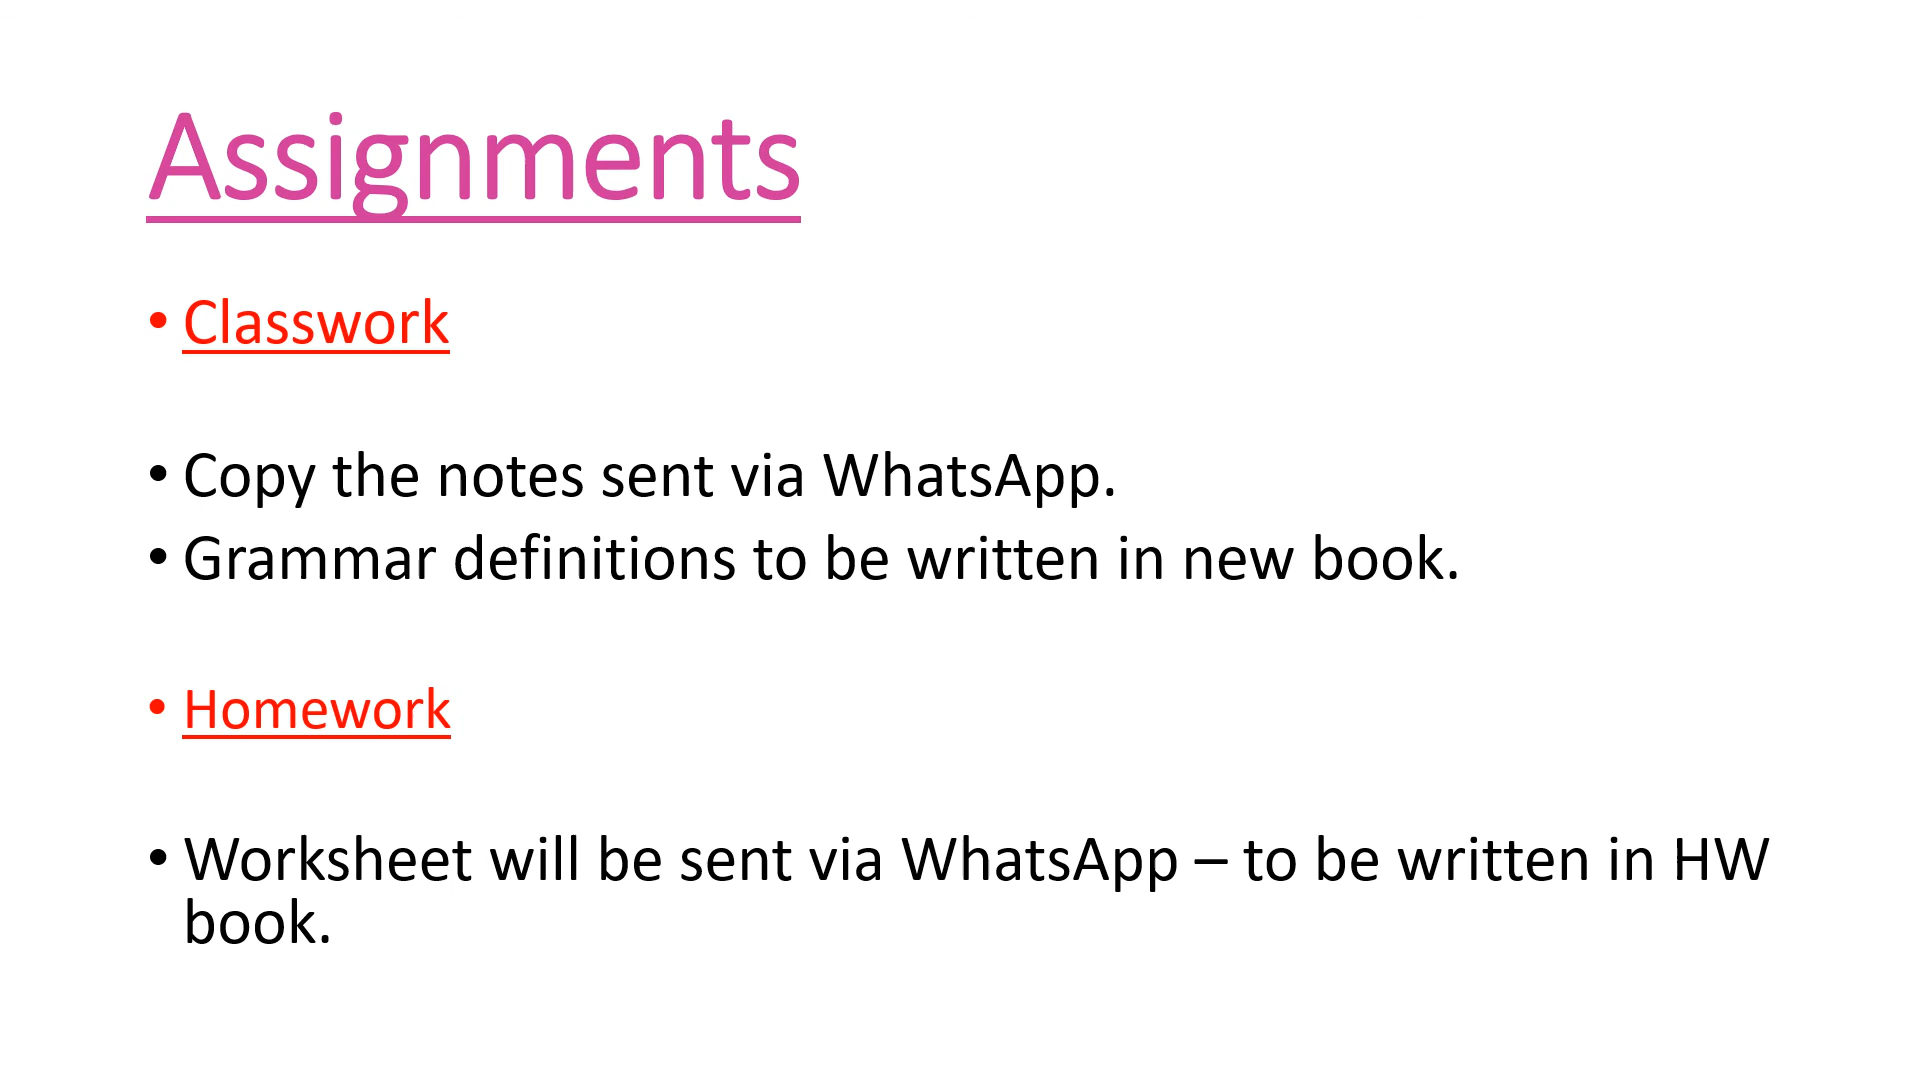 Assignments
• Classwork
• Copy the notes sent via WhatsApp.
• Grammar definitions to be written in new book.
• Homework
• Worksheet will be sent via WhatsApp – to be written in HW
book.